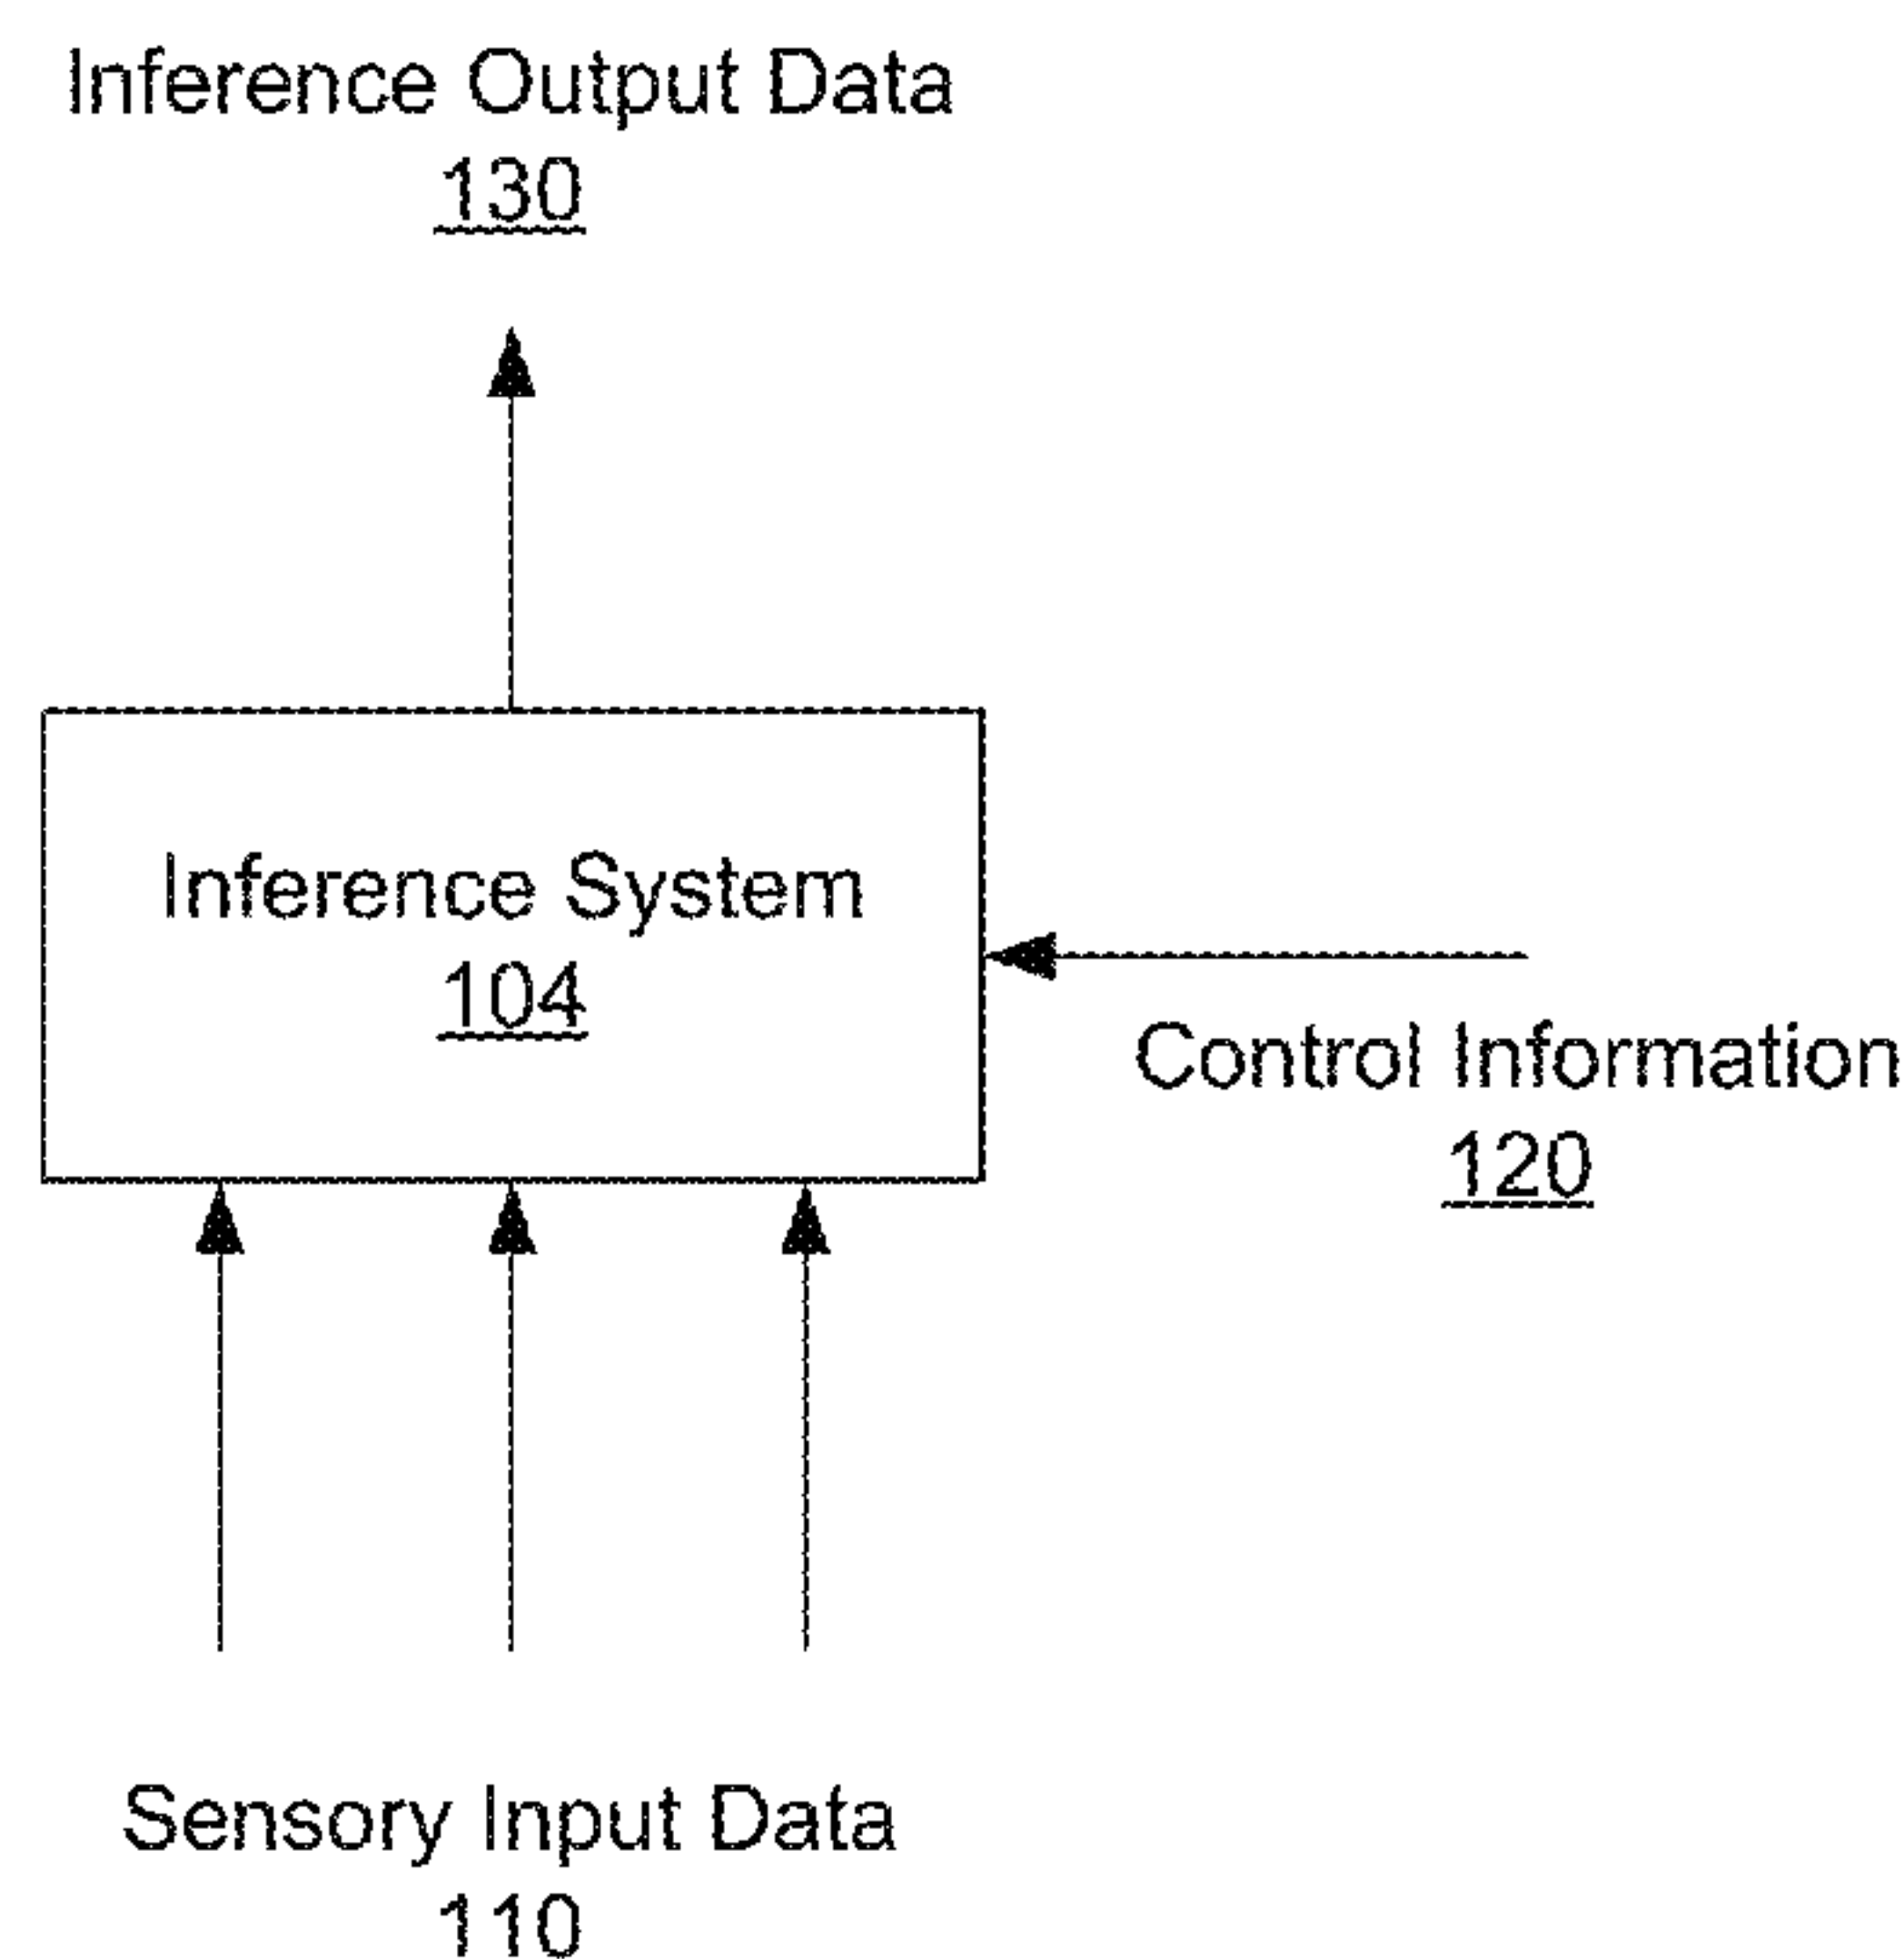 Inference Output Data
130
Inference System
104
Control Information
120
Sensory Input Data
110